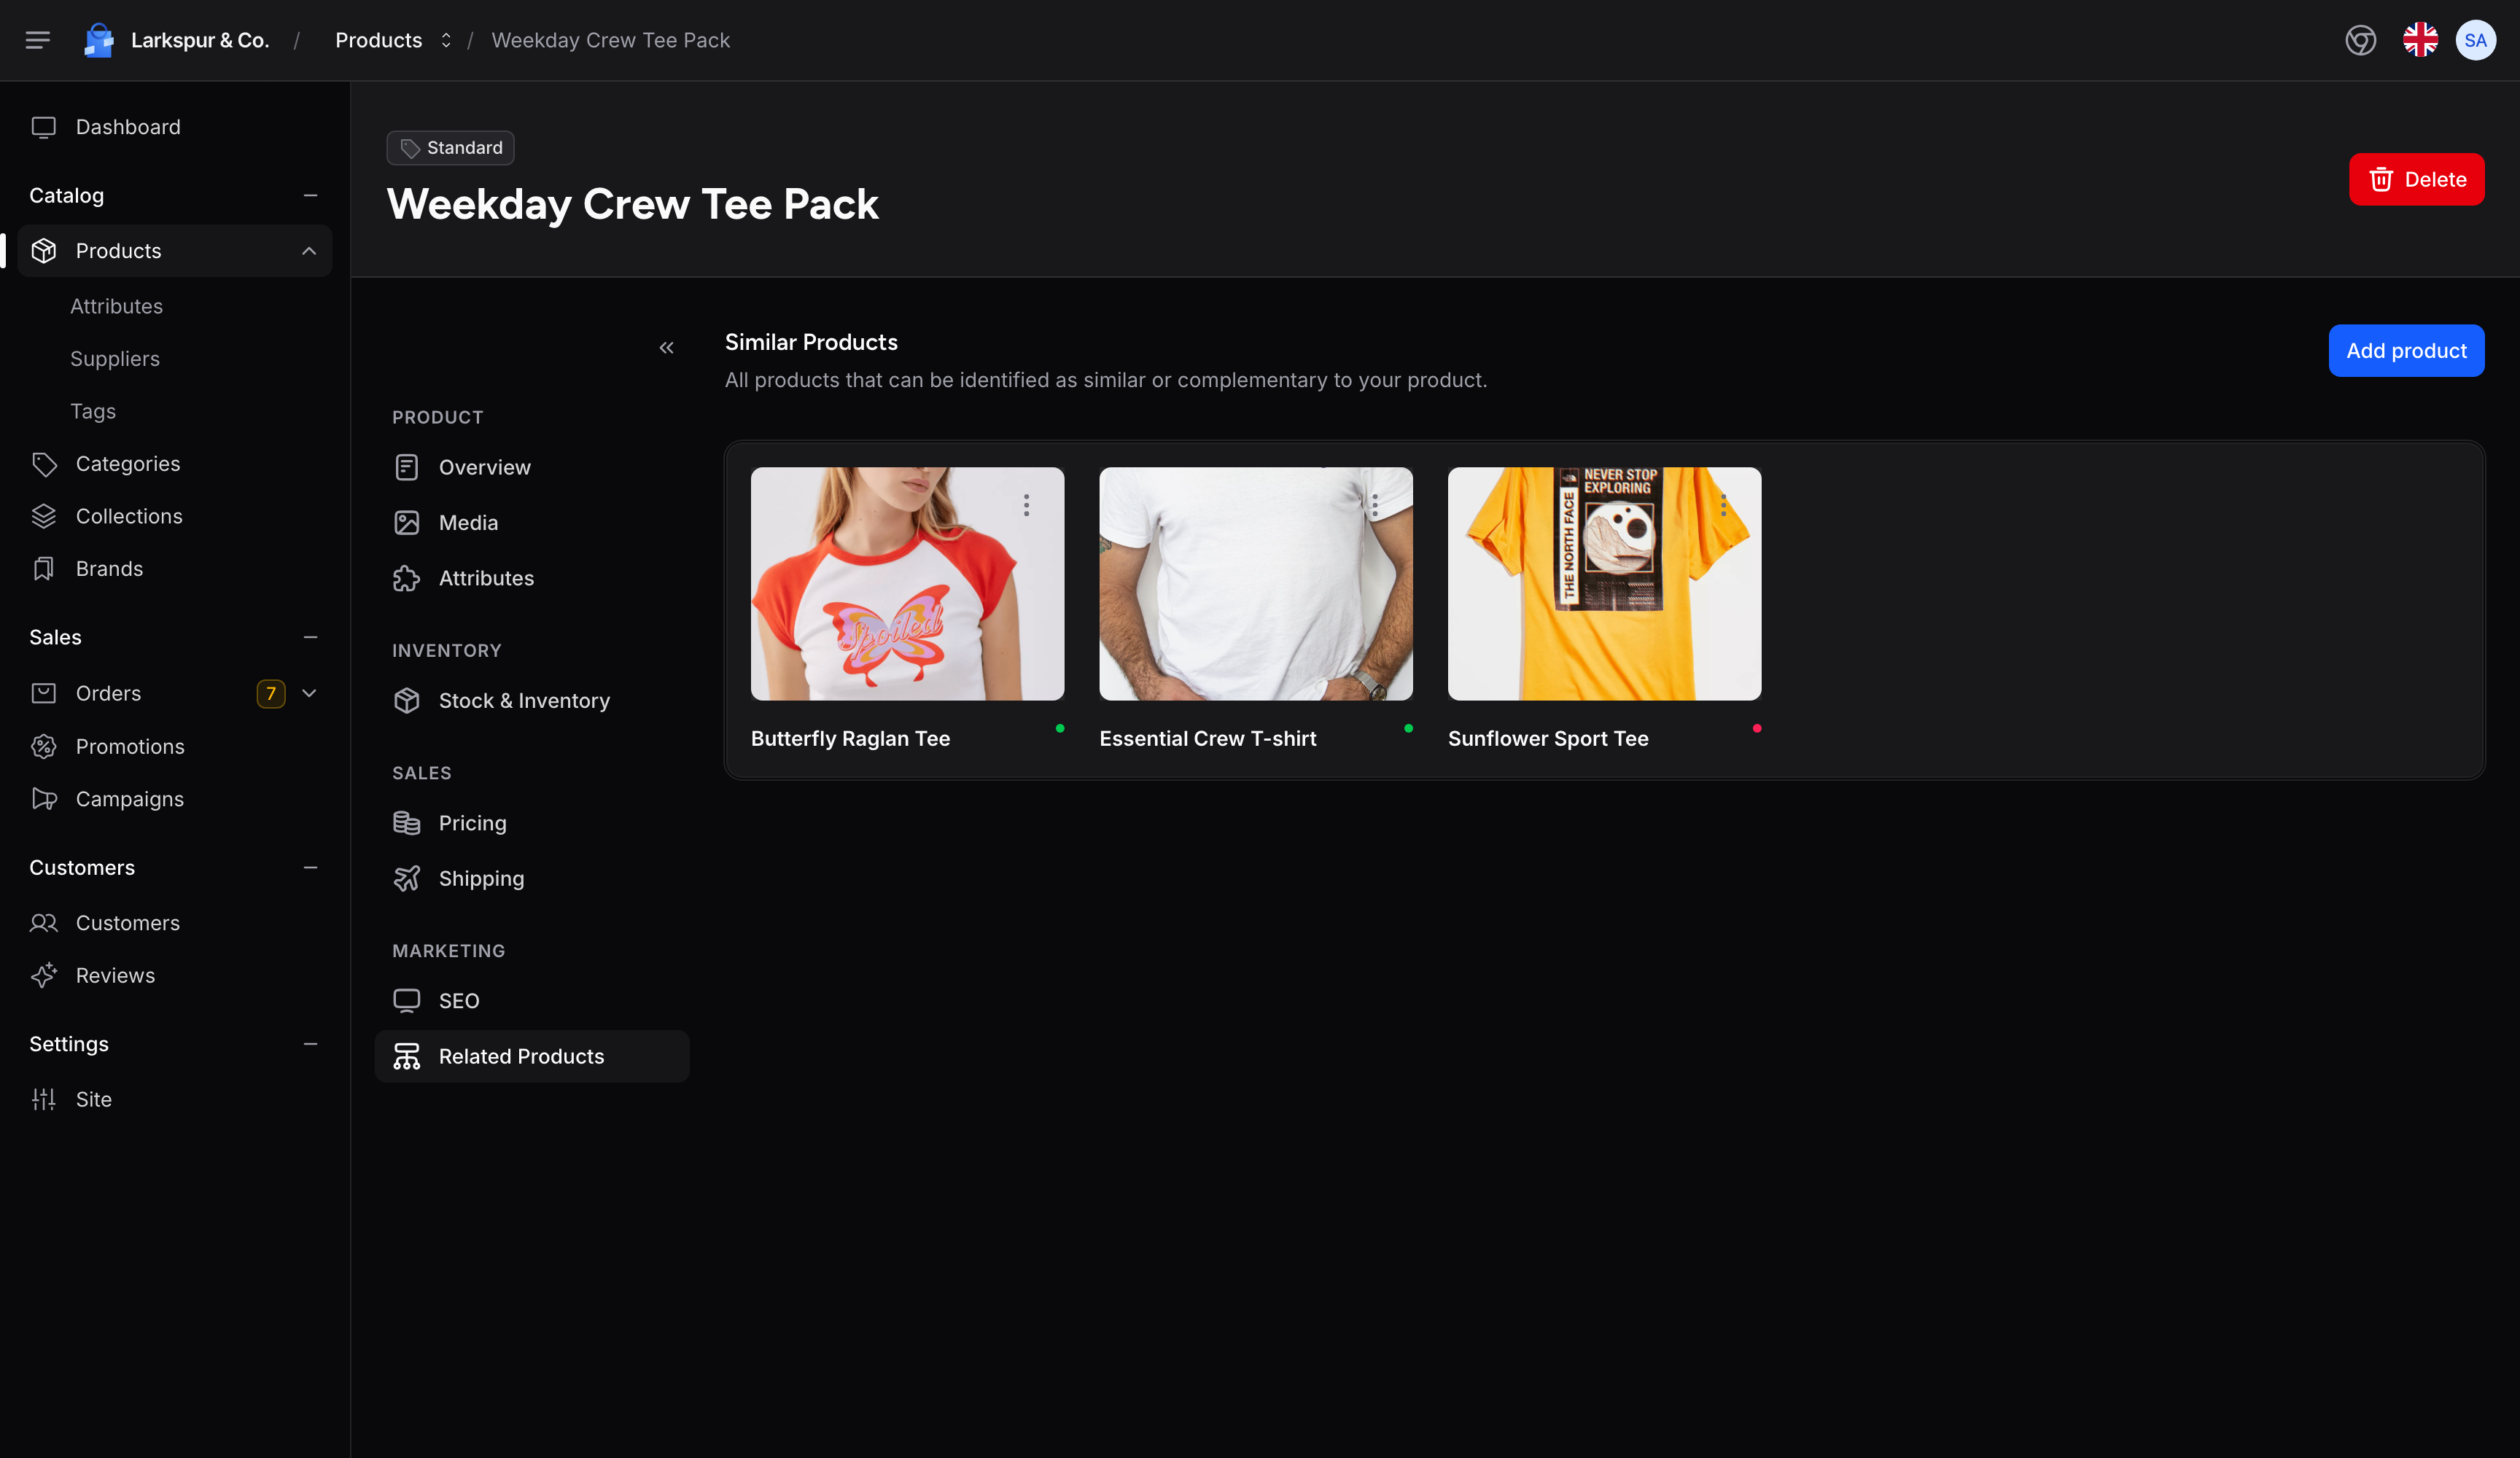 Larkspur & Co. / Products / Weekday Crew Tee Pack
SA
Dashboard
Catalog
Products
Attributes
Suppliers
Tags
Categories
Collections
Brands
Sales
Orders 7
Promotions
Campaigns
Customers
Customers
Reviews
Settings
Site
Standard
Weekday Crew Tee Pack
Delete
PRODUCT
Overview
Media
Attributes
INVENTORY
Stock & Inventory
SALES
Pricing
Shipping
MARKETING
SEO
Related Products
Similar Products
All products that can be identified as similar or complementary to your product.
Add product
Spoiled
NEVER STOP
EXPLORING
THE NORTH FACE
Butterfly Raglan Tee
Essential Crew T-shirt
Sunflower Sport Tee